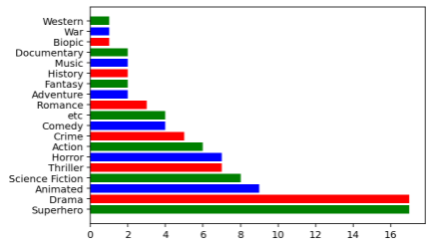 Western
War
Biopic
Documentary
Music
History
Fantasy
Adventure
Romance
etc
Comedy
Crime
Action
Horror
Thriller
Science Fiction
Animated
Drama
Superhero
0 2 4 6 8 10 12 14 16